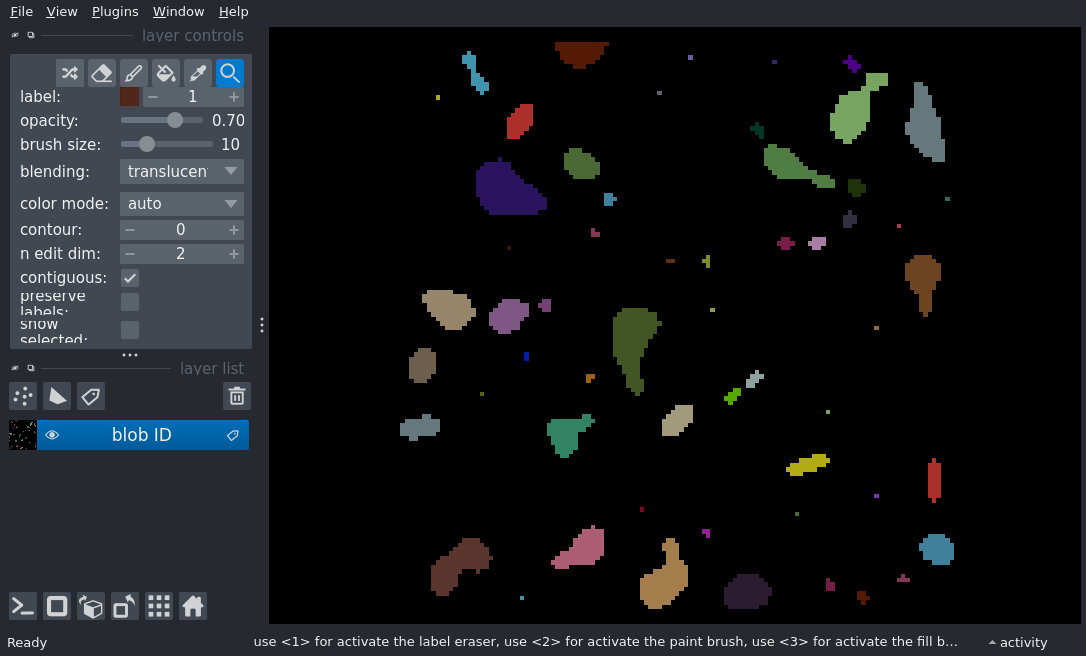 File View Plugins Window Help
layer controls
label: 1
opacity: 0.70
brush size: 10
blending: translucen
color mode: auto
contour: 0
n edit dim: 2
contiguous:
preserve
labels:
show
selected:
layer list
blob ID
Ready use <1> for activate the label eraser, use <2> for activate the paint brush, use <3> for activate the fill b... activity